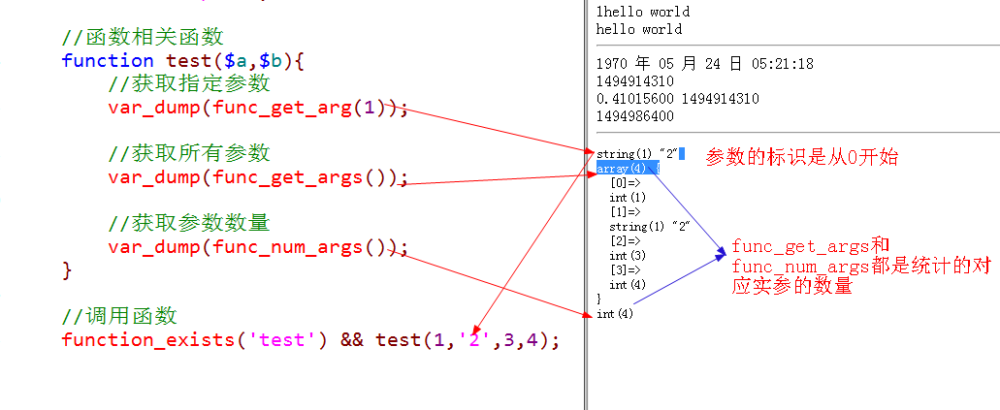 //函数相关函数
function test($a,$b){
//获取指定参数
var_dump(func_get_arg(1));
//获取所有参数
var_dump(func_get_args());
//获取参数数量
var_dump(func_num_args());
}
//调用函数
function_exists('test') && test(1,'2',3,4);
1hello world
hello world
1970 年 05 月 24 日 05:21:18
1494914310
0.41015600 1494914310
1494986400
string(1) "2"
参数的标识是从0开始
array(4) {
[0]=>
int(1)
[1]=>
string(1) "2"
[2]=>
int(3)
[3]=>
int(4)
}
int(4)
func_get_args和
func_num_args都是统计的对
应实参的数量